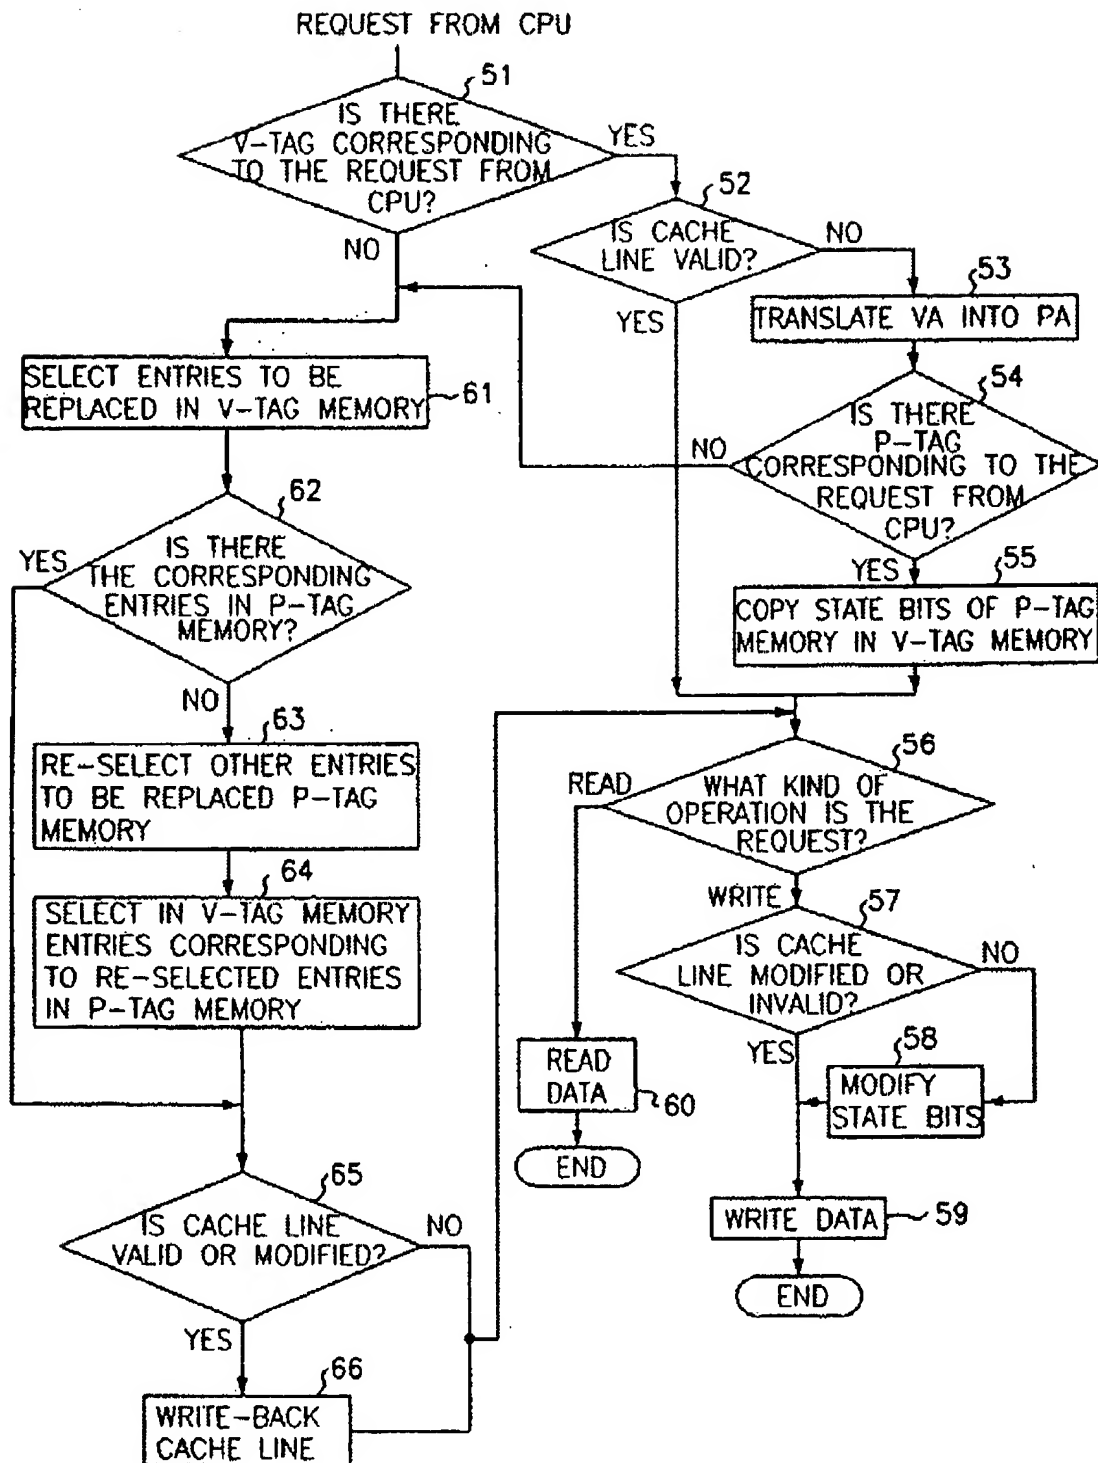 REQUEST FROM CPU
51
IS THERE
V-TAG CORRESPONDING
TO THE REQUEST FROM
CPU?
YES
NO
52
IS CACHE
LINE VALID?
NO
YES
53
TRANSLATE VA INTO PA
SELECT ENTRIES TO BE
REPLACED IN V-TAG MEMORY
61
54
IS THERE
P-TAG
CORRESPONDING TO THE
REQUEST FROM
CPU?
NO
YES
55
COPY STATE BITS OF P-TAG
MEMORY IN V-TAG MEMORY
62
IS THERE
THE CORRESPONDING
ENTRIES IN P-TAG
MEMORY?
YES
NO
63
RE-SELECT OTHER ENTRIES
TO BE REPLACED P-TAG
MEMORY
64
SELECT IN V-TAG MEMORY
ENTRIES CORRESPONDING
TO RE-SELECTED ENTRIES
IN P-TAG MEMORY
56
WHAT KIND OF
OPERATION IS THE
REQUEST?
READ
WRITE
57
IS CACHE
LINE MODIFIED OR
INVALID?
NO
YES
58
MODIFY
STATE BITS
READ
DATA
60
END
WRITE DATA
59
END
65
IS CACHE LINE
VALID OR MODIFIED?
NO
YES
66
WRITE-BACK
CACHE LINE